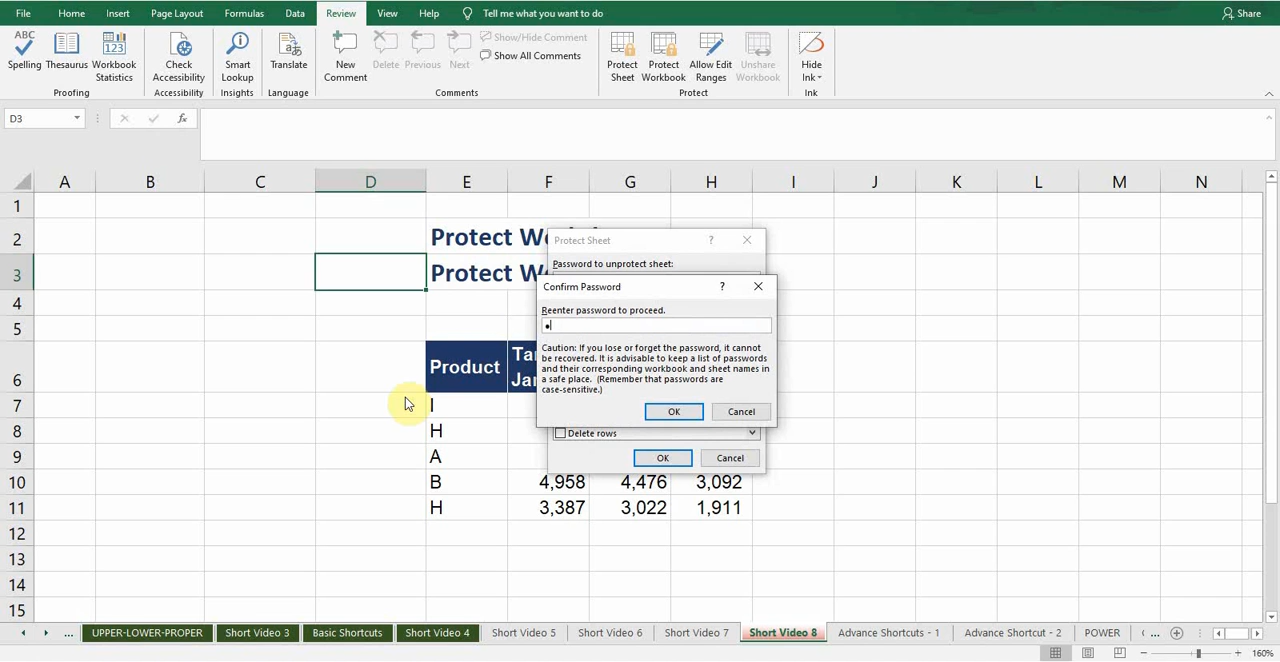 File Home Insert Page Layout Formulas Data Review View Help Tell me what you want to do Share
ABC
123
Spelling Thesaurus Workbook Statistics
Check Accessibility
Smart Lookup
Translate
New Comment
Delete Previous Next
Show/Hide Comment
Show All Comments
Protect Sheet
Protect Workbook
Allow Edit Ranges
Unshare Workbook
Hide Ink
Proofing Accessibility Insights Language Comments Protect Ink
D3 fx
A B C D E F G H I J K L M N
1
2 Protect
3 Protect
4
5
6 Product
7 I
8 H
9 A
10 B 4,958 4,476 3,092
11 H 3,387 3,022 1,911
12
13
14
15
Protect Sheet ?
Password to unprotect sheet:
Confirm Password ?
Reenter password to proceed.
Caution: If you lose or forget the password, it cannot
be recovered. It is advisable to keep a list of passwords
and their corresponding workbook and sheet names in
a safe place. (Remember that passwords are
case-sensitive.)
OK Cancel
Delete rows
OK Cancel
... UPPER-LOWER-PROPER Short Video 3 Basic Shortcuts Short Video 4 Short Video 5 Short Video 6 Short Video 7 Short Video 8 Advance Shortcuts - 1 Advance Shortcut - 2 POWER ...
160%